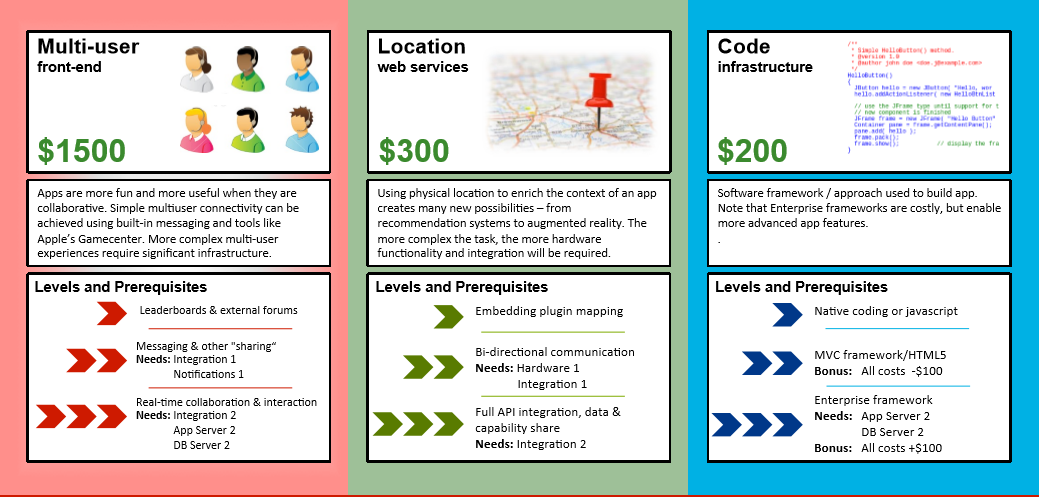 Multi-user
front-end
$1500
Apps are more fun and more useful when they are
collaborative. Simple multiuser connectivity can be
achieved using built-in messaging and tools like
Apple’s Gamecenter. More complex multi-user
experiences require significant infrastructure.
Levels and Prerequisites
Leaderboards & external forums
Messaging & other "sharing“
Needs: Integration 1
Notifications 1
Real-time collaboration & interaction
Needs: Integration 2
App Server 2
DB Server 2
Location
web services
$300
Using physical location to enrich the context of an app
creates many new possibilities – from
recommendation systems to augmented reality. The
more complex the task, the more hardware
functionality and integration will be required.
Levels and Prerequisites
Embedding plugin mapping
Bi-directional communication
Needs: Hardware 1
Integration 1
Full API integration, data &
capability share
Needs: Integration 2
Code
infrastructure
$200
/**
* Simple HelloButton() method.
* @version 1.0
* @author john doe <doe.j@example.com>
*/
HelloButton()
{
JButton hello = new JButton( "Hello, wor
hello.addActionListener( new HelloBtnList
// use the JFrame type until support for t
// new component is finished
JFrame frame = new JFrame( "Hello Button"
Container pane = frame.getContentPane();
pane.add( hello );
frame.pack();
frame.show(); // display the fra
}
Software framework / approach used to build app.
Note that Enterprise frameworks are costly, but enable
more advanced app features.
.
Levels and Prerequisites
Native coding or javascript
MVC framework/HTML5
Bonus: All costs -$100
Enterprise framework
Needs: App Server 2
DB Server 2
Bonus: All costs +$100